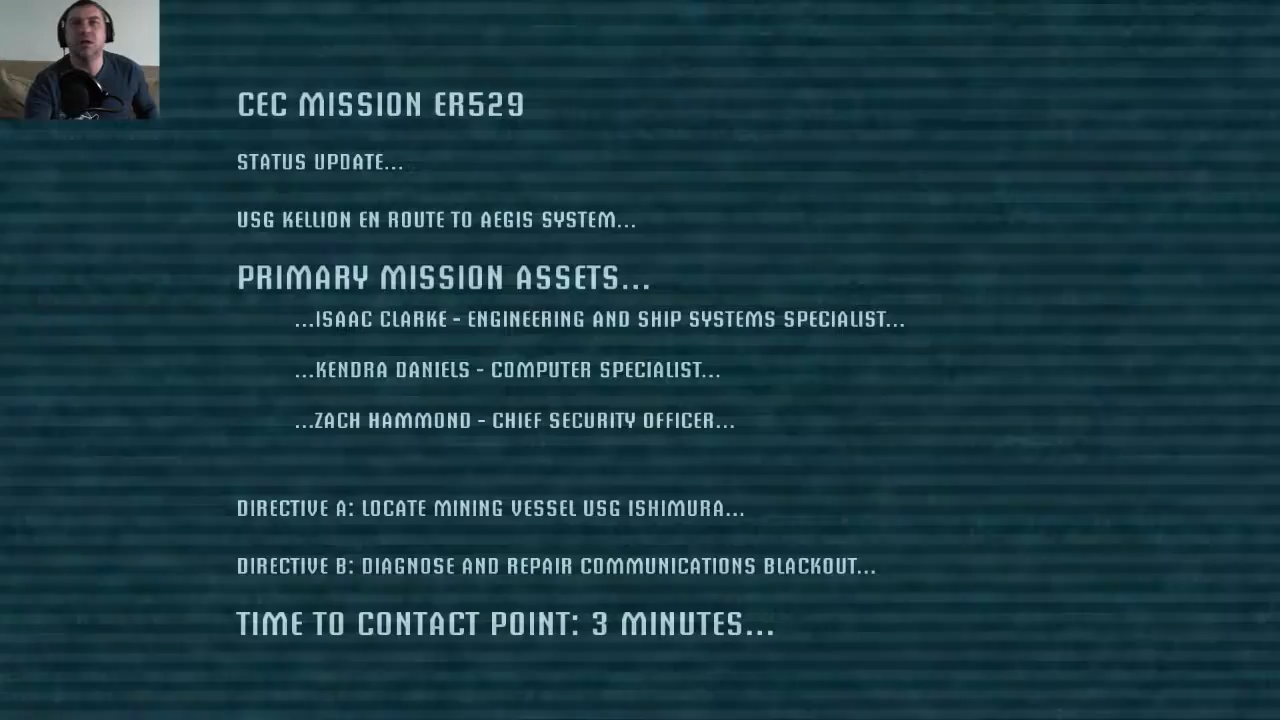 CEC MISSION ER529
STATUS UPDATE...
USG KELLION EN ROUTE TO AEGIS SYSTEM...
PRIMARY MISSION ASSETS...
...ISAAC CLARKE - ENGINEERING AND SHIP SYSTEMS SPECIALIST...
...KENDRA DANIELS - COMPUTER SPECIALIST...
...ZACH HAMMOND - CHIEF SECURITY OFFICER...
DIRECTIVE A: LOCATE MINING VESSEL USG ISHIMURA...
DIRECTIVE B: DIAGNOSE AND REPAIR COMMUNICATIONS BLACKOUT...
TIME TO CONTACT POINT: 3 MINUTES...